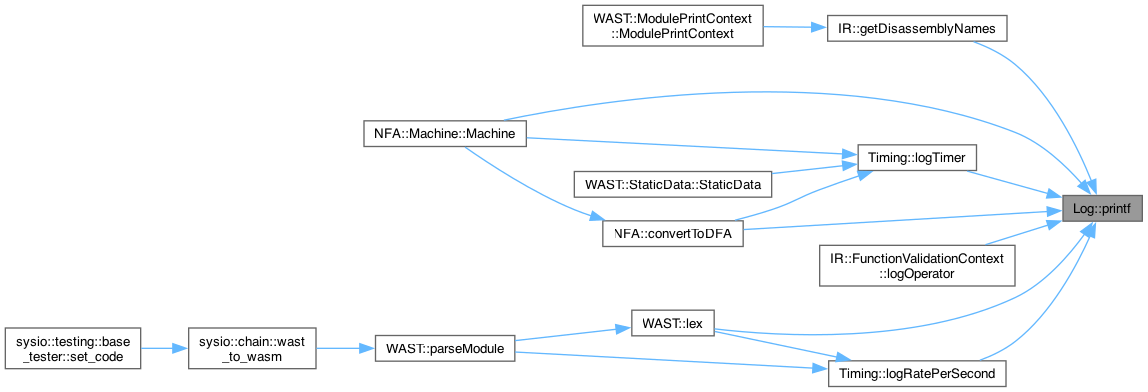 WAST::ModulePrintContext
::ModulePrintContext
IR::getDisassemblyNames
NFA::Machine::Machine
Timing::logTimer
WAST::StaticData::StaticData
Log::printf
NFA::convertToDFA
IR::FunctionValidationContext
::logOperator
WAST::lex
sysio::testing::base
_tester::set_code
sysio::chain::wast
_to_wasm
WAST::parseModule
Timing::logRatePerSecond